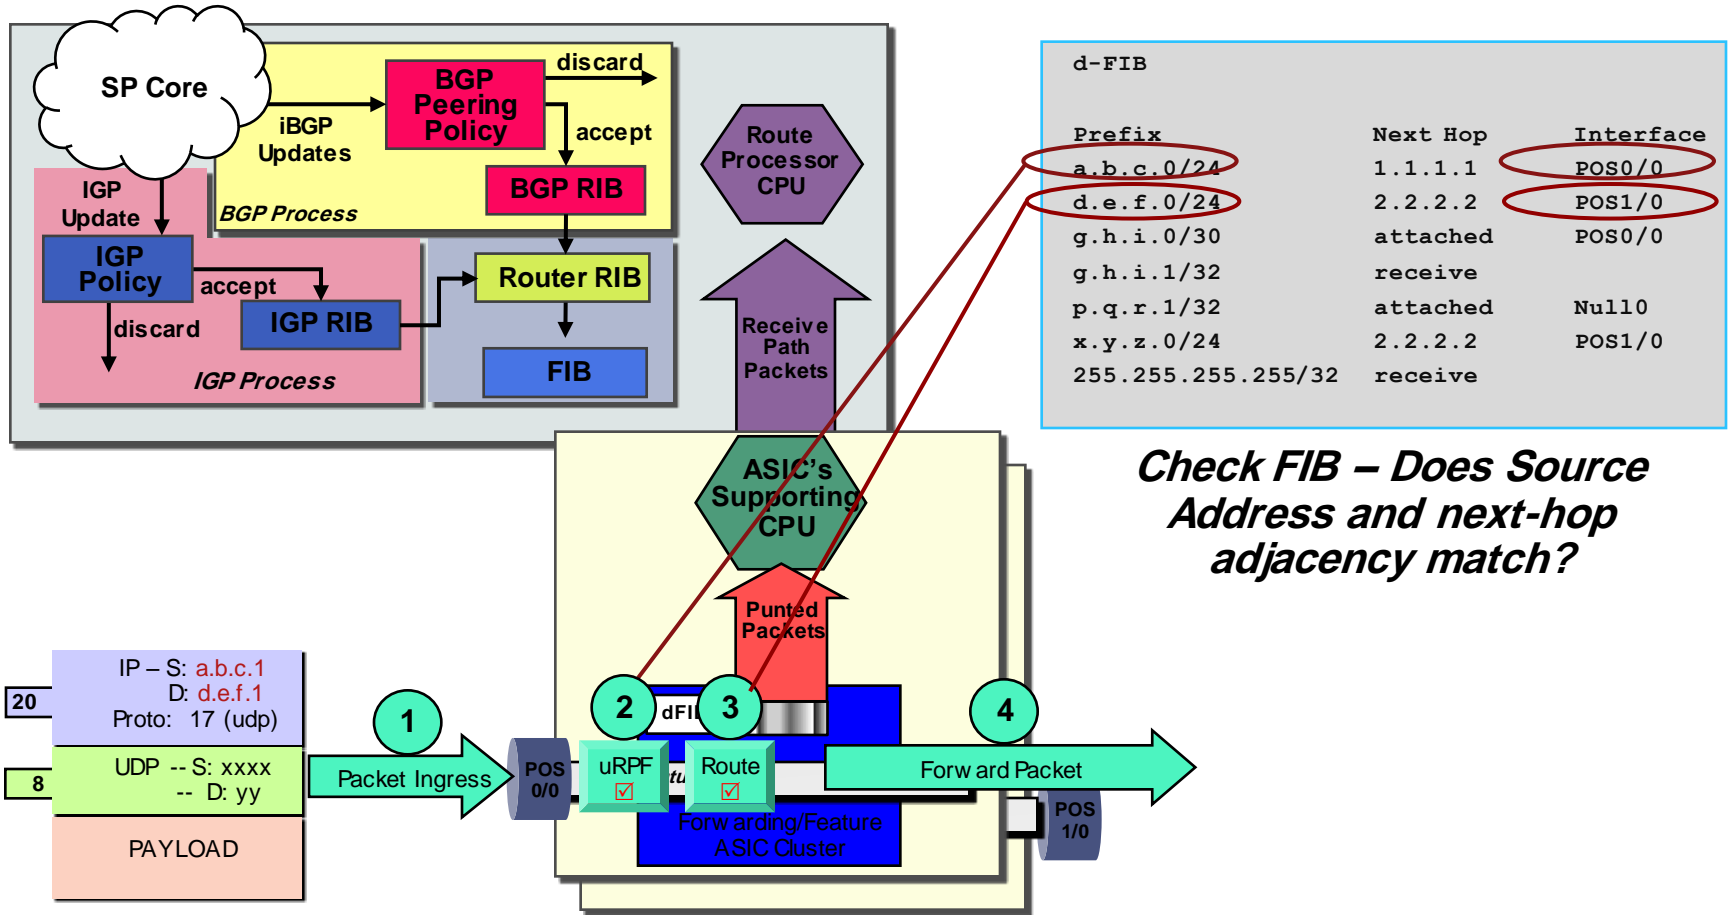 SP Core
iBGP
Updates
BGP
Peering
Policy
discard
accept
BGP RIB
BGP Process
IGP
Update
IGP
Policy
accept
discard
IGP RIB
IGP Process
Router RIB
FIB
Route
Processor
CPU
Receive
Path
Packets
ASIC's
Supporting
CPU
Punted
Packets
d-FIB
Prefix Next Hop Interface
a.b.c.0/24 1.1.1.1 POS0/0
d.e.f.0/24 2.2.2.2 POS1/0
g.h.i.0/30 attached POS0/0
g.h.i.1/32 receive
p.q.r.1/32 attached Null0
x.y.z.0/24 2.2.2.2 POS1/0
255.255.255.255/32 receive
Check FIB – Does Source
Address and next-hop
adjacency match?
20
IP – S: a.b.c.1
D: d.e.f.1
Proto: 17 (udp)
8
UDP -- S: xxxx
-- D: yy
PAYLOAD
1
Packet Ingress
POS
0/0
2
uRPF
3
Route
4
Forward Packet
Forwarding/Feature
ASIC Cluster
POS
1/0